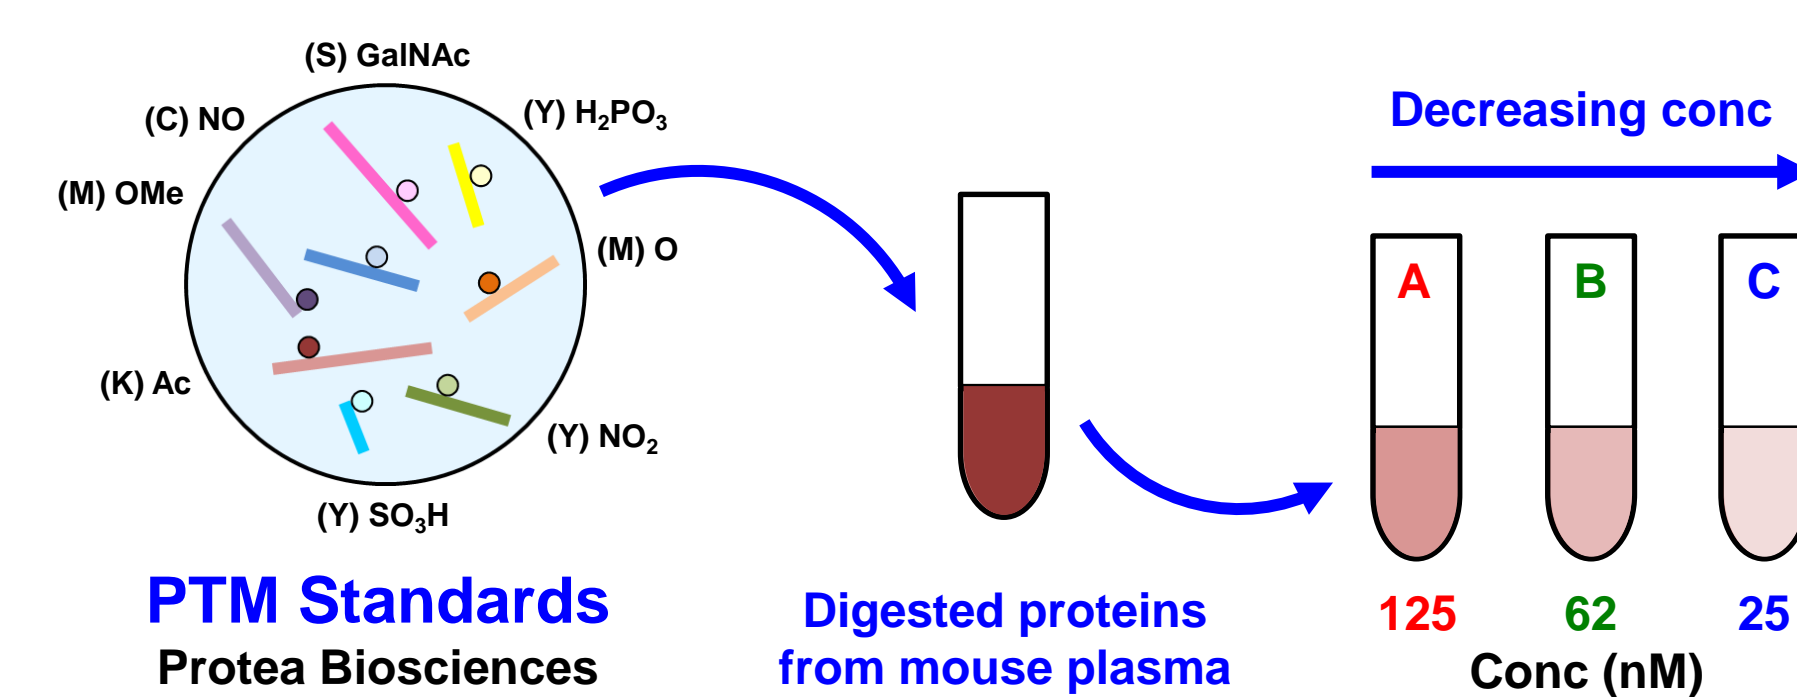 (S) GalNAc
(C) NO
(Y) H₂PO₃
(M) OMe
(M) O
(K) Ac
(Y) NO₂
(Y) SO₃H
PTM Standards
Protea Biosciences
Digested proteins
from mouse plasma
Decreasing conc
A B C
125 62 25
Conc (nM)